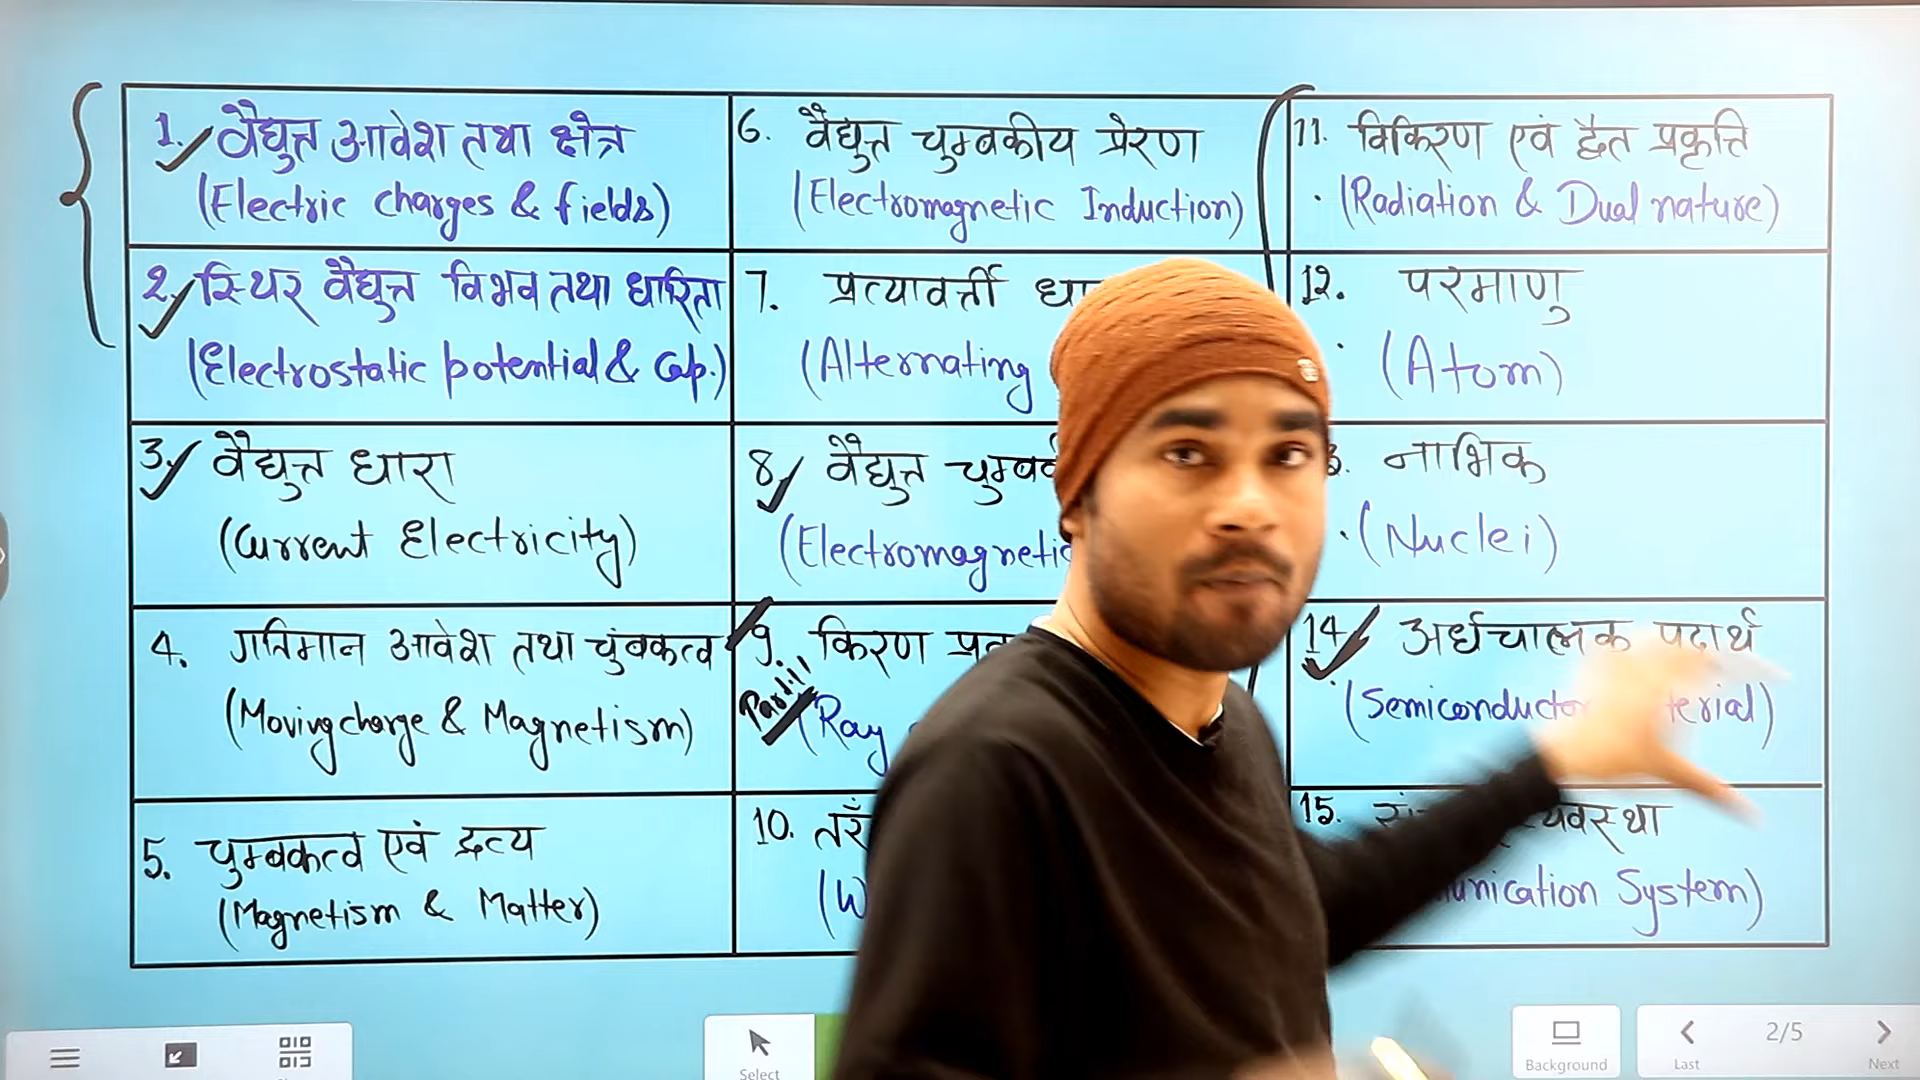 1. वैद्युत आवेश तथा क्षेत्र
(Electric charges & fields)
2. स्थिर वैद्युत विभव तथा धारिता
(Electrostatic potential & Cap.)
3. वैद्युत धारा
(Current Electricity)
4. गतिमान आवेश तथा चुंबकत्व
(Moving charge & Magnetism)
5. चुम्बकत्व एवं द्रव्य
(Magnetism & Matter)
6. वैद्युत चुम्बकीय प्रेरण
(Electromagnetic Induction)
7. प्रत्यावर्त्ती
(Alternating
8. वैद्युत
(Electromagnetic
9. किरण
(Ray
10.
11. विकिरण एवं द्वैत प्रकृति
(Radiation & Dual nature)
12. परमाणु
(Atom)
नाभिक
(Nuclei)
14. अर्धचालक पदार्थ
(Semiconductor
15.
System)
Select
Background
Last
2/5
Next